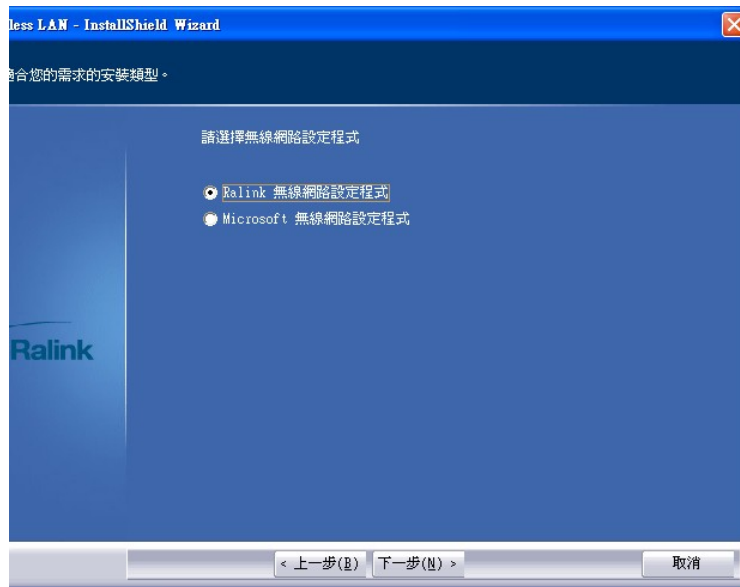 less LAN - InstallShield Wizard
合您的需求的安裝類型。
請選擇無線網路設定程式
Ralink 無線網路設定程式
Microsoft 無線網路設定程式
Ralink
< 上一步(B)
下一步(N) >
取消